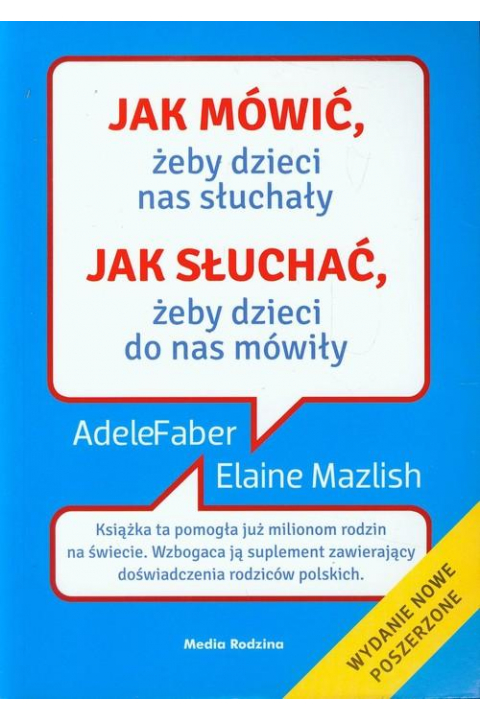 JAK MÓWIĆ,
żeby dzieci
nas słuchały
JAK SŁUCHAĆ,
żeby dzieci
do nas mówiły
AdeleFaber
Elaine Mazlish
Książka ta pomogła już milionom rodzin
na świecie. Wzbogaca ją suplement zawierający
doświadczenia rodziców polskich.
WYDANIE NOWE
POSZERZONE
Media Rodzina